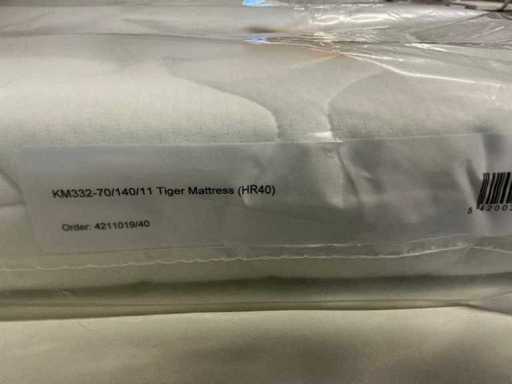 KM332-70/140/11 Tiger Mattress (HR40)
Order: 4211019/40